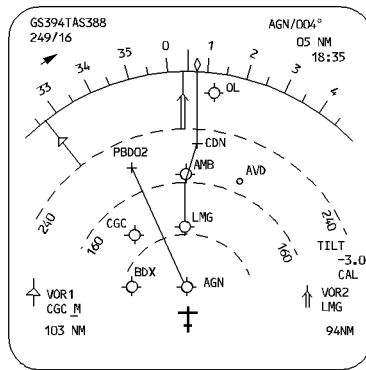 GS394TAS388
249/16
AGN/004°
05 NM
18:35
33
34
35
0
1
2
3
4
OL
CDN
PBD02
AMB
AVD
240
160
CGC
LMG
160
240
BDX
AGN
TILT
-3.0
CAL
VOR1
CGC M
103 NM
VOR2
LMG
94NM